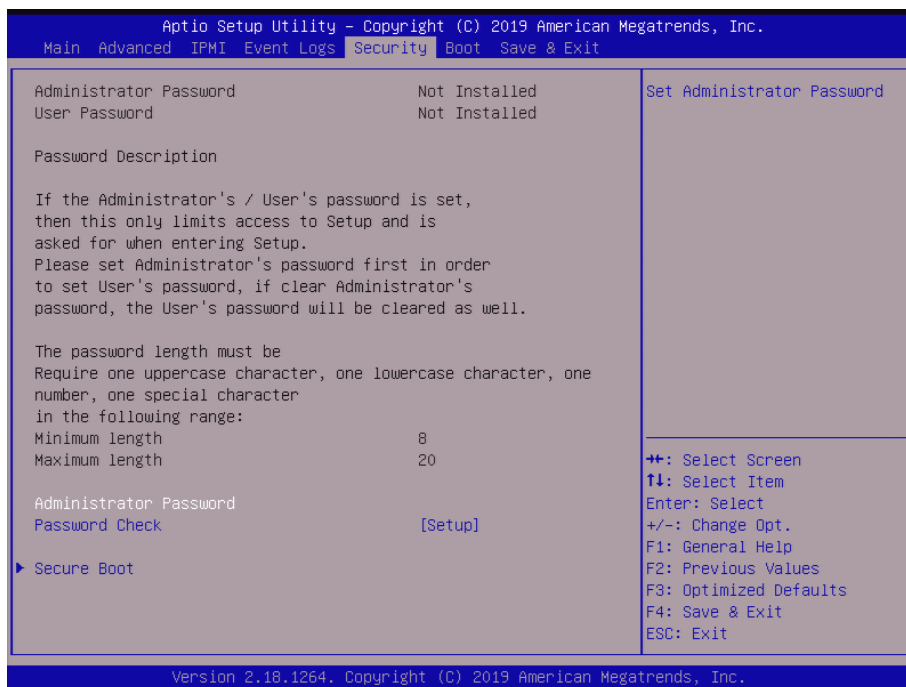 Aptio Setup Utility – Copyright (C) 2019 American Megatrends, Inc.
Main Advanced IPMI Event Logs Security Boot Save & Exit
Administrator Password Not Installed
User Password Not Installed
Password Description
If the Administrator's / User's password is set,
then this only limits access to Setup and is
asked for when entering Setup.
Please set Administrator's password first in order
to set User's password, if clear Administrator's
password, the User's password will be cleared as well.
The password length must be
Require one uppercase character, one lowercase character, one
number, one special character
in the following range:
Minimum length 8
Maximum length 20
Administrator Password
Password Check [Setup]
Secure Boot
Set Administrator Password
→←: Select Screen
↑↓: Select Item
Enter: Select
+/-: Change Opt.
F1: General Help
F2: Previous Values
F3: Optimized Defaults
F4: Save & Exit
ESC: Exit
Version 2.18.1264. Copyright (C) 2019 American Megatrends, Inc.